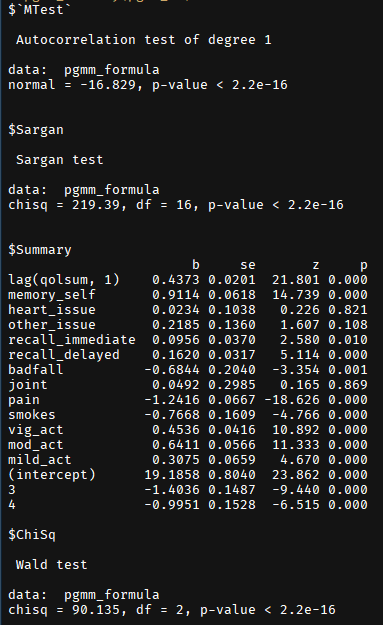 $`MTest`
Autocorrelation test of degree 1
data:  pgmm_formula
normal = -16.829, p-value < 2.2e-16
$Sargan
Sargan test
data:  pgmm_formula
chisq = 219.39, df = 16, p-value < 2.2e-16
$Summary
b se z p
lag(qolsum, 1) 0.4373 0.0201 21.801 0.000
memory_self 0.9114 0.0618 14.739 0.000
heart_issue 0.0234 0.1038 0.226 0.821
other_issue 0.2185 0.1360 1.607 0.108
recall_immediate 0.0956 0.0370 2.580 0.010
recall_delayed 0.1620 0.0317 5.114 0.000
badfall -0.6844 0.2040 -3.354 0.001
joint 0.0492 0.2985 0.165 0.869
pain -1.2416 0.0667 -18.626 0.000
smokes -0.7668 0.1609 -4.766 0.000
vig_act 0.4536 0.0416 10.892 0.000
mod_act 0.6411 0.0566 11.333 0.000
mild_act 0.3075 0.0659 4.670 0.000
(intercept) 19.1858 0.8040 23.862 0.000
3 -1.4036 0.1487 -9.440 0.000
4 -0.9951 0.1528 -6.515 0.000
$ChiSq
Wald test
data:  pgmm_formula
chisq = 90.135, df = 2, p-value < 2.2e-16